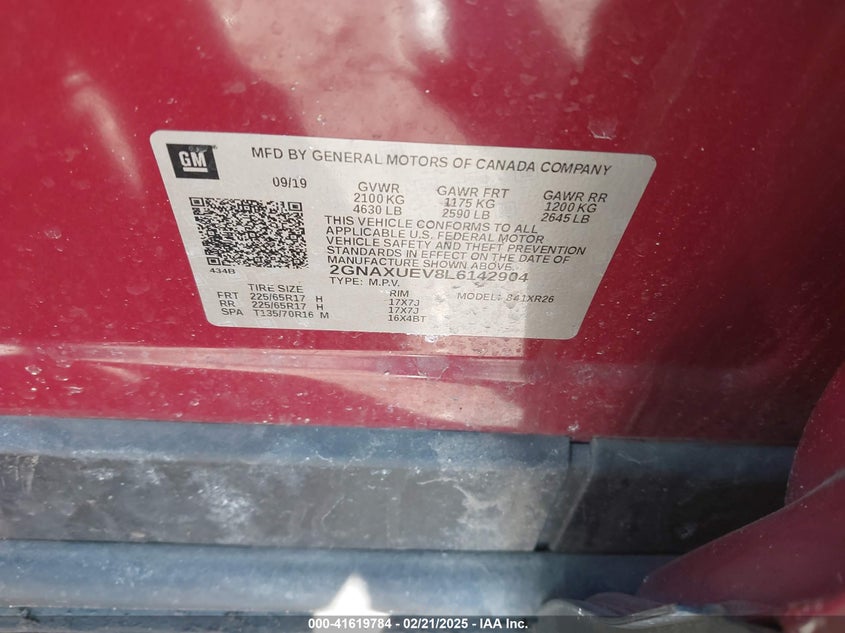 GM
MFD BY GENERAL MOTORS OF CANADA COMPANY
09/19
GVWR
2100 KG
4630 LB
GAWR FRT
1175 KG
2590 LB
GAWR RR
1200 KG
2645 LB
THIS VEHICLE CONFORMS TO ALL
APPLICABLE U.S. FEDERAL MOTOR
VEHICLE SAFETY AND THEFT PREVENTION
STANDARDS IN EFFECT ON THE DATE OF
MANUFACTURE SHOWN ABOVE.
2GNAXUEV8L6142904
TYPE: M.P.V.
MODEL: 841XR26
434B
TIRE SIZE RIM
FRT 225/65R17 H 17X7J
RR 225/65R17 H 17X7J
SPA T135/70R16 M 16X4BT
000-41619784 - 02/21/2025 - IAA Inc.